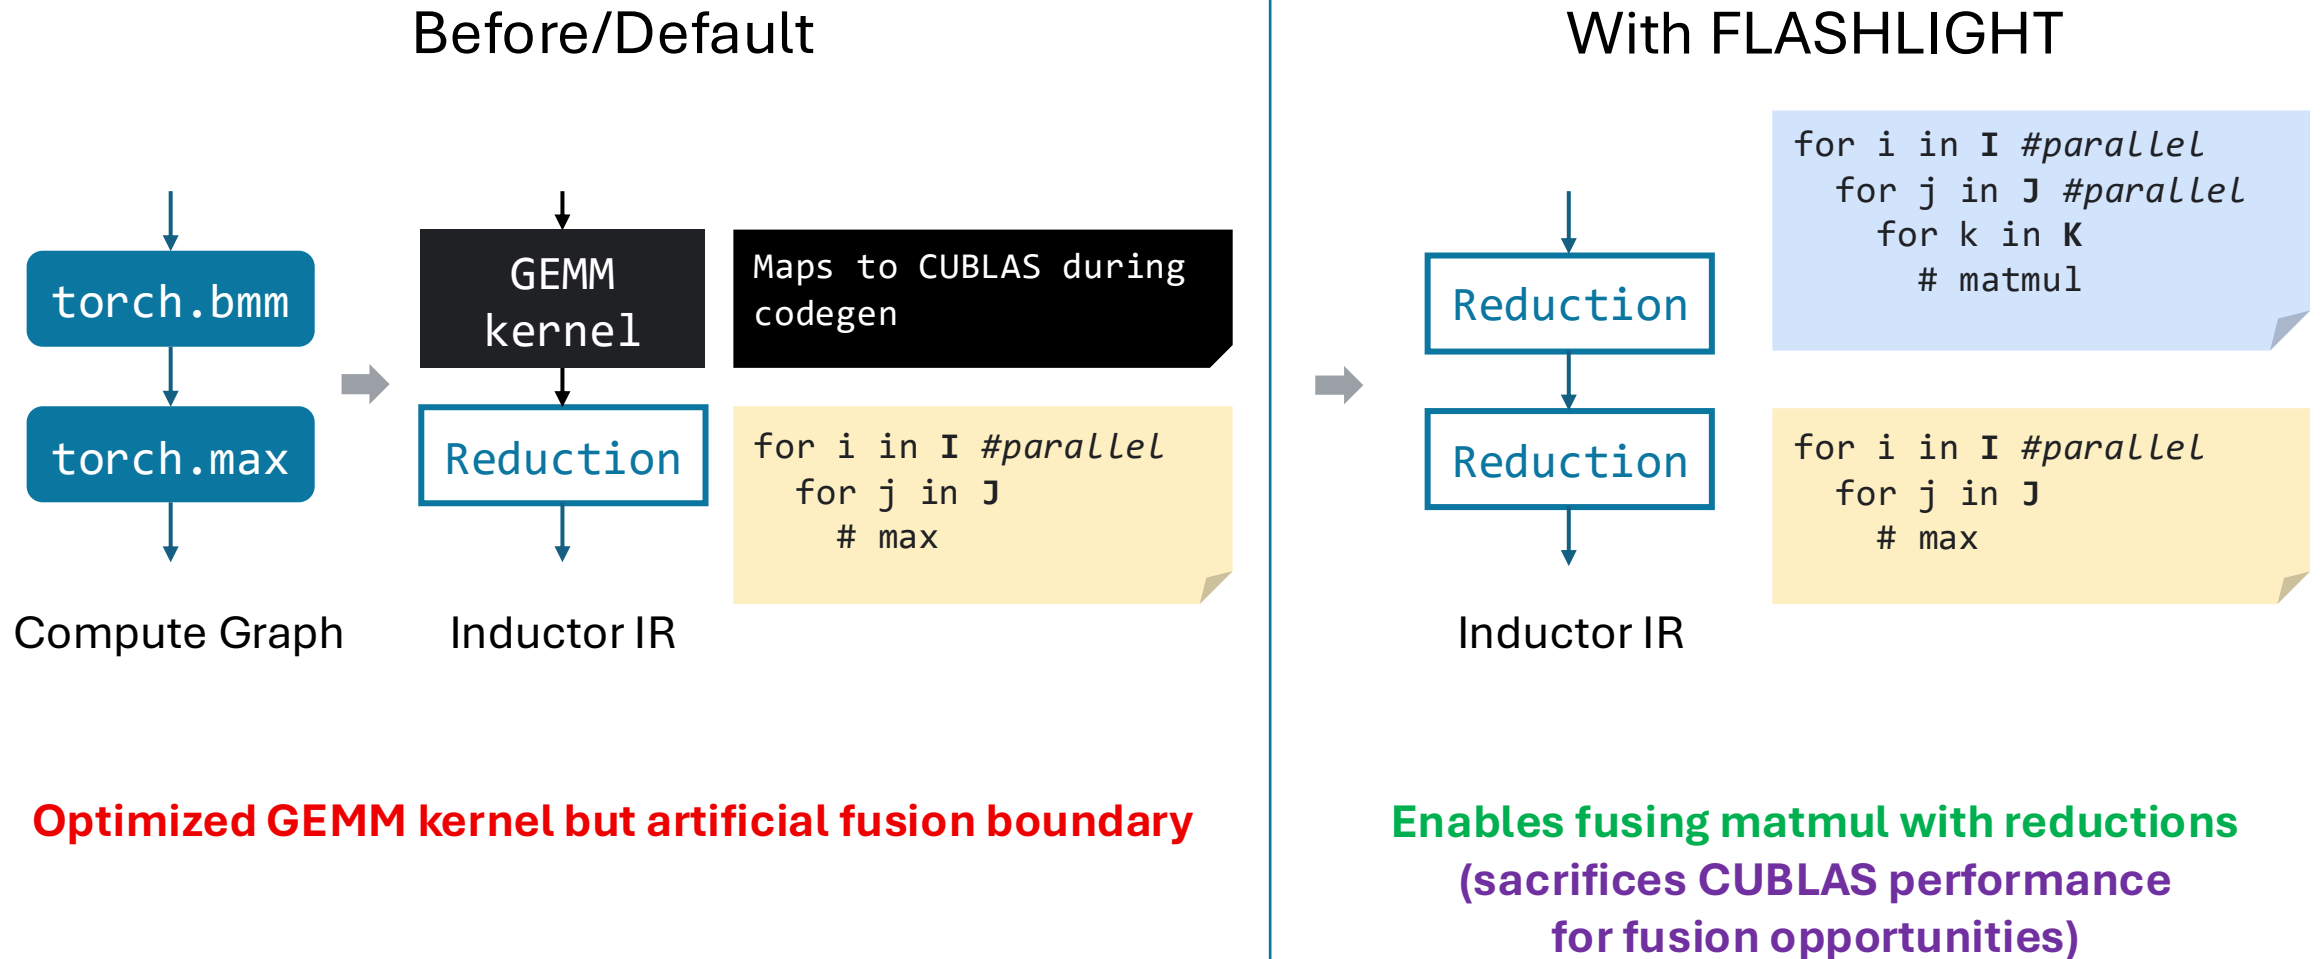 Before/Default
torch.bmm
torch.max
Compute Graph
GEMM
kernel
Reduction
Inductor IR
Maps to CUBLAS during
codegen
for i in I #parallel
  for j in J
    # max
Optimized GEMM kernel but artificial fusion boundary
With FLASHLIGHT
Reduction
Reduction
Inductor IR
for i in I #parallel
  for j in J #parallel
    for k in K
      # matmul
for i in I #parallel
  for j in J
    # max
Enables fusing matmul with reductions
(sacrifices CUBLAS performance
for fusion opportunities)